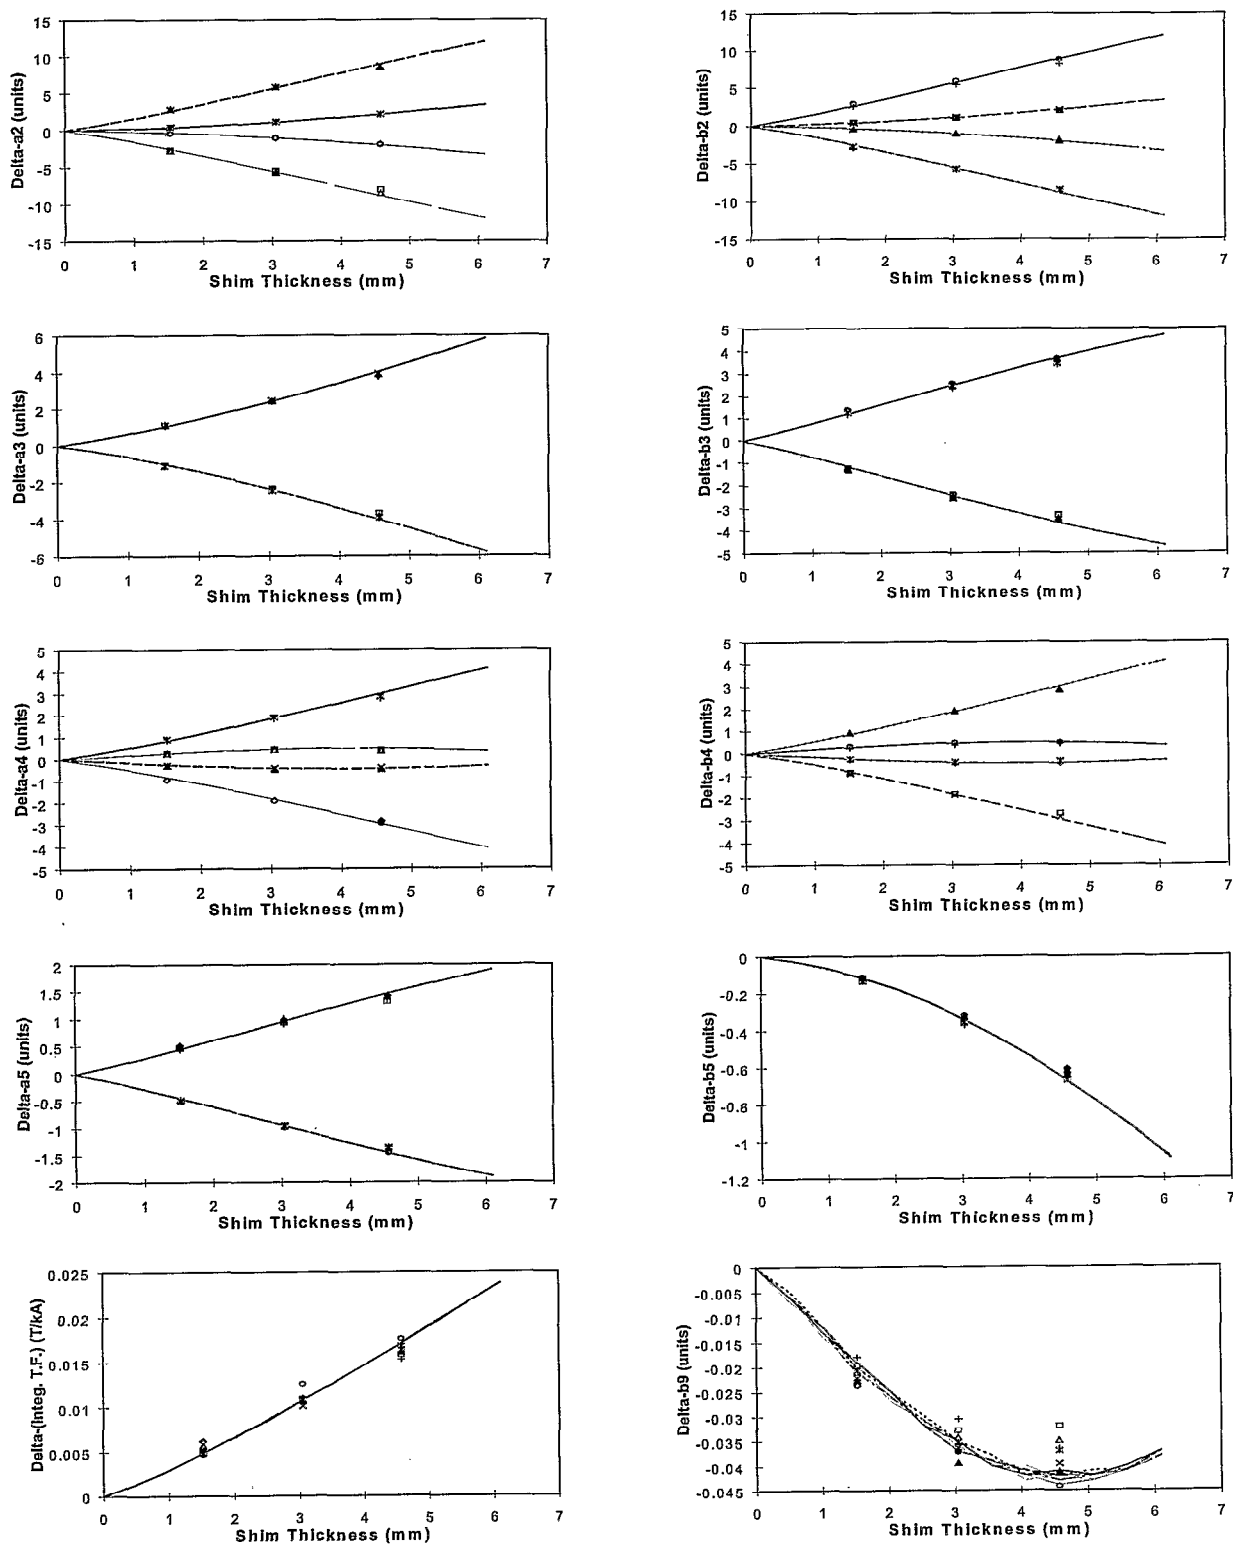 Delta-a2 (units)
15
10
5
0
-5
-10
-15
0 1 2 3 4 5 6 7
Shim Thickness (mm)
Delta-b2 (units)
15
10
5
0
-5
-10
-15
0 1 2 3 4 5 6 7
Shim Thickness (mm)
Delta-a3 (units)
6
4
2
0
-2
-4
-6
0 1 2 3 4 5 6 7
Shim Thickness (mm)
Delta-b3 (units)
5
4
3
2
1
0
-1
-2
-3
-4
-5
0 1 2 3 4 5 6 7
Shim Thickness (mm)
Delta-a4 (units)
5
4
3
2
1
0
-1
-2
-3
-4
-5
0 1 2 3 4 5 6 7
Shim Thickness (mm)
Delta-b4 (units)
5
4
3
2
1
0
-1
-2
-3
-4
-5
0 1 2 3 4 5 6 7
Shim Thickness (mm)
Delta-a5 (units)
2
1.5
1
0.5
0
-0.5
-1
-1.5
-2
0 1 2 3 4 5 6 7
Shim Thickness (mm)
Delta-b5 (units)
0
-0.2
-0.4
-0.6
-0.8
-1
-1.2
0 1 2 3 4 5 6 7
Shim Thickness (mm)
Delta-(Integ. T.F.) (T/kA)
0.025
0.02
0.015
0.01
0.005
0
0 1 2 3 4 5 6 7
Shim Thickness (mm)
Delta-b9 (units)
0
-0.005
-0.01
-0.015
-0.02
-0.025
-0.03
-0.035
-0.04
-0.045
0 1 2 3 4 5 6 7
Shim Thickness (mm)